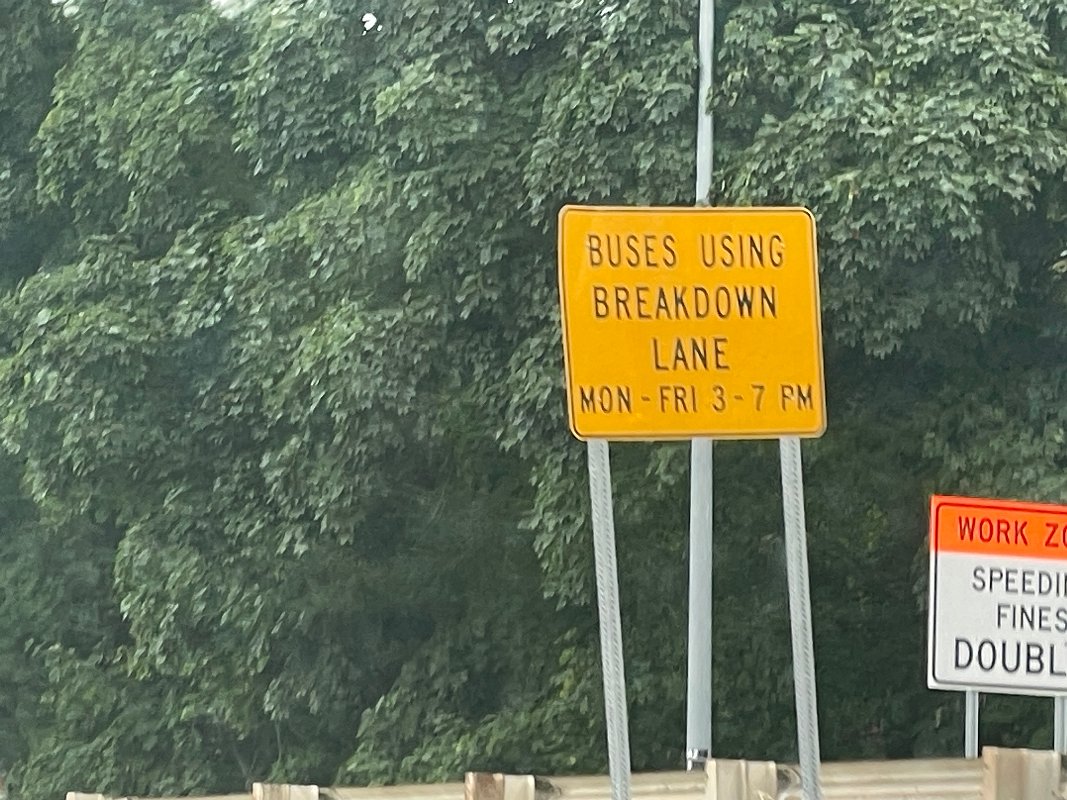 BUSES USING
BREAKDOWN
LANE
MON-FRI 3-7 PM
WORK
FINES